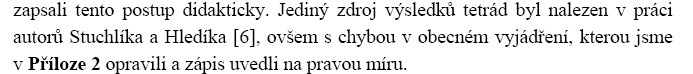 zapsali tento postup didakticky. Jediný zdroj výsledků tetrád byl nalezen v práci
autorů Stuchlíka a Hledíka [6], ovšem s chybou v obecném vyjádření, kterou jsme
v Příloze 2 opravili a zápis uvedli na pravou míru.